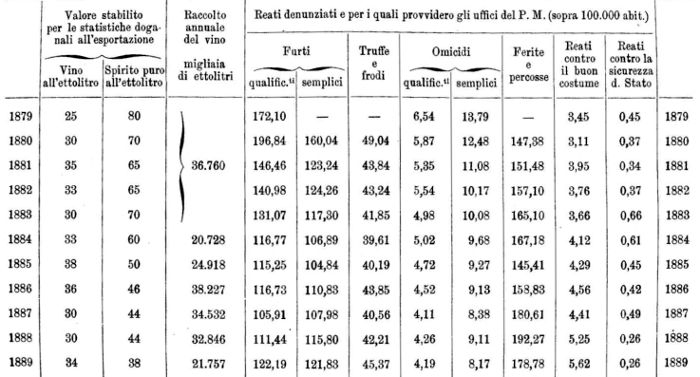 Valore stabilito per le statistiche doganali all'esportazione | Raccolto annuale del vino migliaia di ettolitri | Reati denunziati e per i quali provvidero gli uffici del P. M. (sopra 100.000 abit.)
Vino all'ettolitro | Spirito puro all'ettolitro | Furti | Truffe e frodi | Omicidi | Ferite e percosse | Reati contro il buon costume | Reati contro la sicurezza d. Stato
qualific.ti | semplici | qualific.ti | semplici
1879 25 80 172,10 — — 6,54 13,79 — 3,45 0,45 1879
1880 30 70 196,84 160,04 49,04 5,87 12,48 147,38 3,11 0,37 1880
1881 35 65 36.760 146,46 123,24 43,84 5,35 11,08 151,48 3,95 0,34 1881
1882 33 65 140,98 124,26 43,24 5,54 10,17 157,10 3,76 0,37 1882
1883 30 70 131,07 117,30 41,85 4,98 10,08 165,10 3,66 0,66 1883
1884 33 60 20.728 116,77 106,89 39,61 5,02 9,68 167,18 4,12 0,61 1884
1885 38 50 24.918 115,25 104,84 40,19 4,72 9,27 145,41 4,29 0,45 1885
1886 36 46 38.227 116,73 110,83 43,85 4,52 9,13 158,83 4,56 0,42 1886
1887 30 44 34.532 105,91 107,98 40,56 4,11 8,38 180,61 4,41 0,49 1887
1888 30 44 32.846 111,44 115,80 42,21 4,26 9,11 192,27 5,25 0,26 1888
1889 34 38 21.757 122,19 121,83 45,37 4,19 8,17 178,78 5,62 0,26 1889